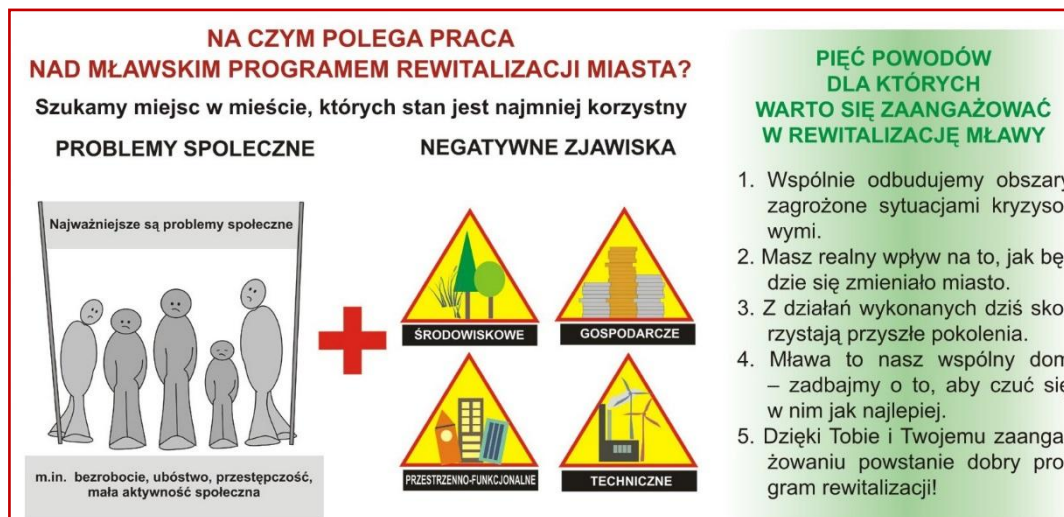 NA CZYM POLEGA PRACA
NAD MŁAWSKIM PROGRAMEM REWITALIZACJI MIASTA?
Szukamy miejsc w mieście, których stan jest najmniej korzystny
PROBLEMY SPOŁECZNE
Najważniejsze są problemy społeczne
m.in. bezrobocie, ubóstwo, przestępczość,
mała aktywność społeczna
NEGATYWNE ZJAWISKA
ŚRODOWISKOWE
GOSPODARCZE
PRZESTRZENNO-FUNKCJONALNE
TECHNICZNE
PIĘĆ POWODÓW
DLA KTÓRYCH
WARTO SIĘ ZAANGAŻOWAĆ
W REWITALIZACJĘ MŁAWY
1. Wspólnie odbudujemy obszary
zagrożone sytuacjami kryzyso-
wymi.
2. Masz realny wpływ na to, jak bę-
dzie się zmieniało miasto.
3. Z działań wykonanych dziś sko-
rzystają przyszłe pokolenia.
4. Mława to nasz wspólny dom
– zadbajmy o to, aby czuć się
w nim jak najlepiej.
5. Dzięki Tobie i Twojemu zaanga-
żowaniu powstanie dobry pro-
gram rewitalizacji!